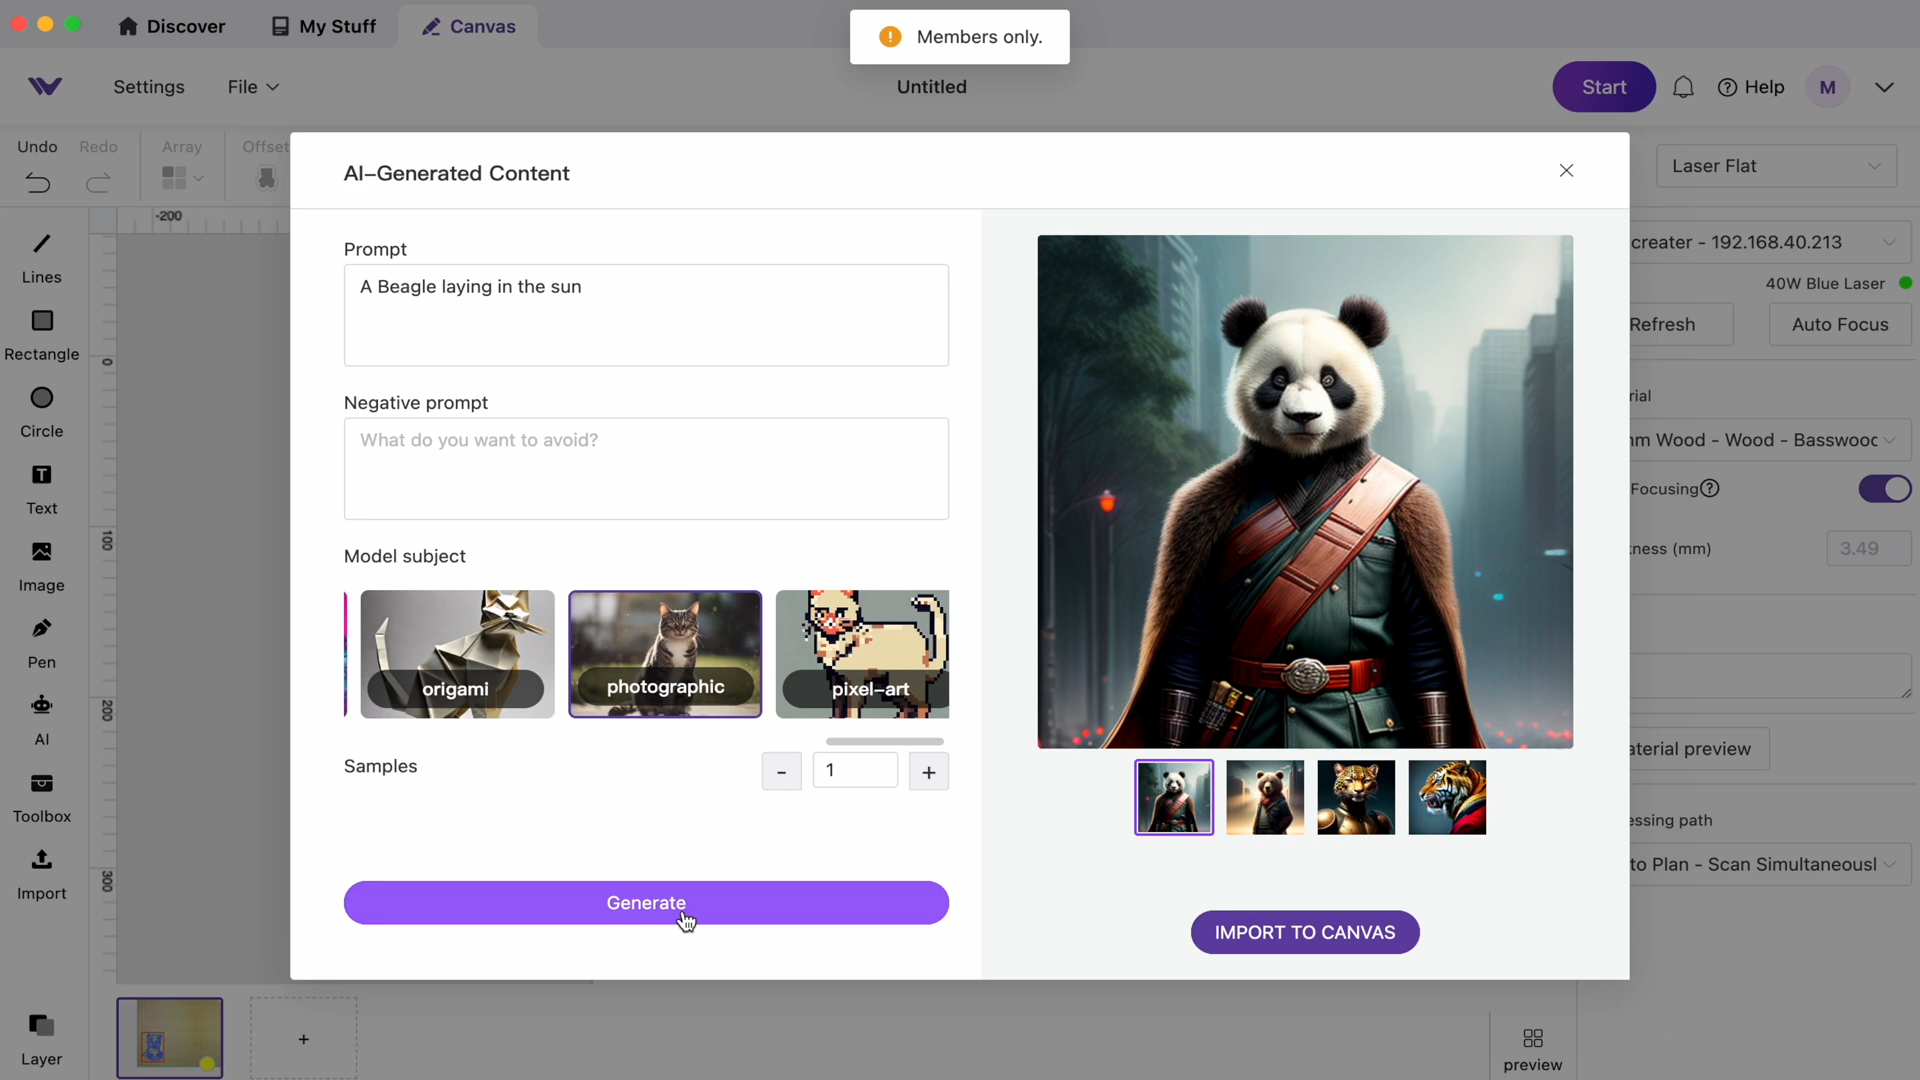 Discover
My Stuff
Canvas
Members only.
Settings
File
Untitled
Start
Help
M
Undo
Redo
Array
Offset
AI-Generated Content
Laser Flat
-200
Lines
Rectangle
Circle
Text
Image
Pen
AI
Toolbox
Import
Layer
0
100
200
300
Prompt
A Beagle laying in the sun
Negative prompt
What do you want to avoid?
Model subject
origami
photographic
pixel-art
Samples
-
1
+
Generate
IMPORT TO CANVAS
creater - 192.168.40.213
40W Blue Laser
Refresh
Auto Focus
rial
mm Wood - Wood - Basswood
Focusing
ness (mm)
3.49
aterial preview
essing path
to Plan - Scan Simultaneousl
+
preview